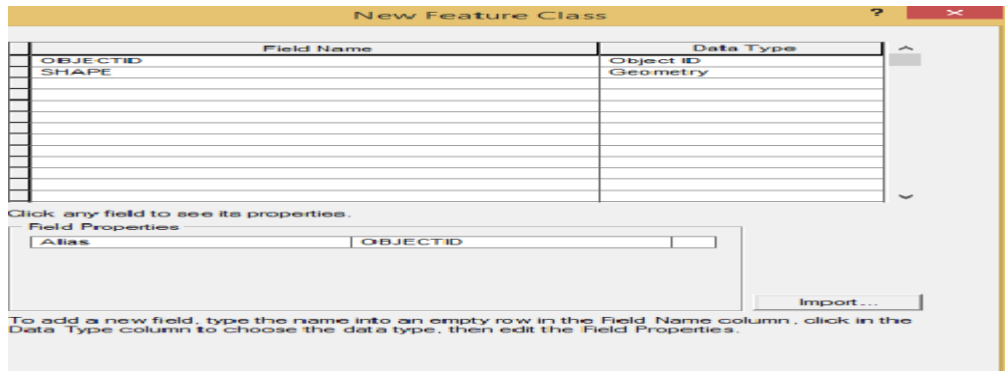 New Feature Class ? ×
Field Name Data Type
OBJECTID Object ID
SHAPE Geometry
Click any field to see its properties.
Field Properties
Alias OBJECTID
Import...
To add a new field, type the name into an empty row in the Field Name column, click in the
Data Type column to choose the data type, then edit the Field Properties.